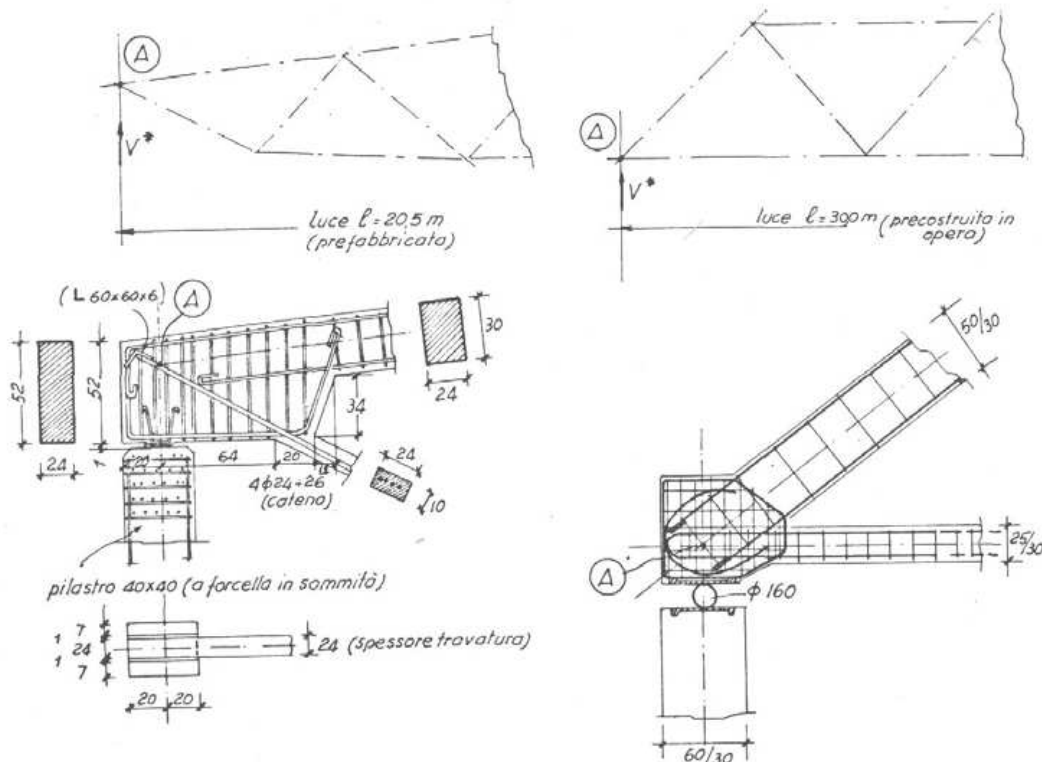 A
V*
luce l = 20,5 m
(prefabbricata)
A
V*
luce l = 30,0 m (precostruita in
opera)
(L 60x60x6)
A
52
24
52
1
20
64
20
34
30
24
4ϕ24÷26
(catena)
24
10
pilastro 40x40 (a forcella in sommità)
7
1
24
1
7
24 (spessore travatura)
20
20
50/30
25/30
A
ϕ 160
60/30